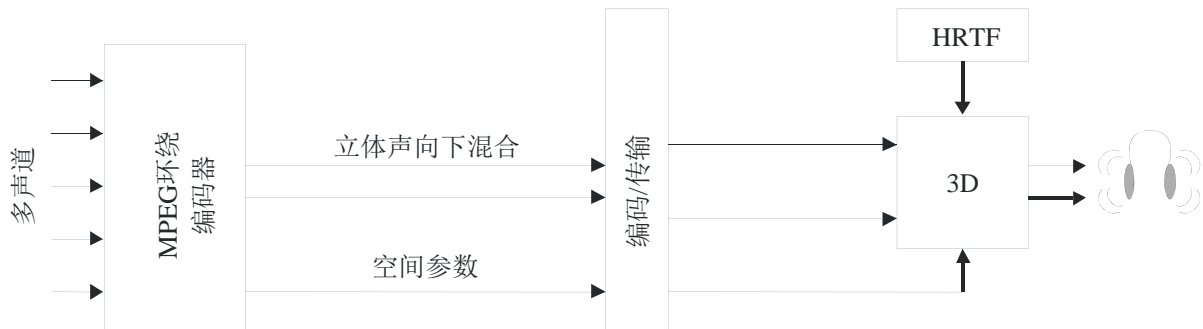 多声道
MPEG环绕
编码器
立体声向下混合
空间参数
编码/传输
HRTF
3D